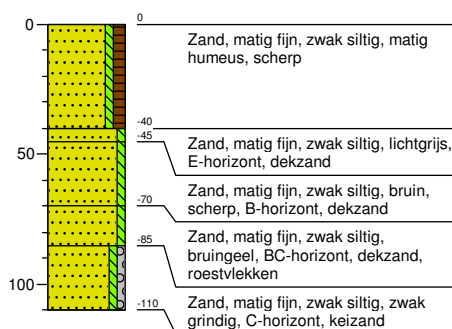 0
0
Zand, matig fijn, zwak siltig, matig
humeus, scherp
-40
-45
Zand, matig fijn, zwak siltig, lichtgrijs,
E-horizont, dekzand
50
-70
Zand, matig fijn, zwak siltig, bruin,
scherp, B-horizont, dekzand
-85
Zand, matig fijn, zwak siltig,
bruingeel, BC-horizont, dekzand,
roestvlekken
100
-110
Zand, matig fijn, zwak siltig, zwak
grindig, C-horizont, keizand